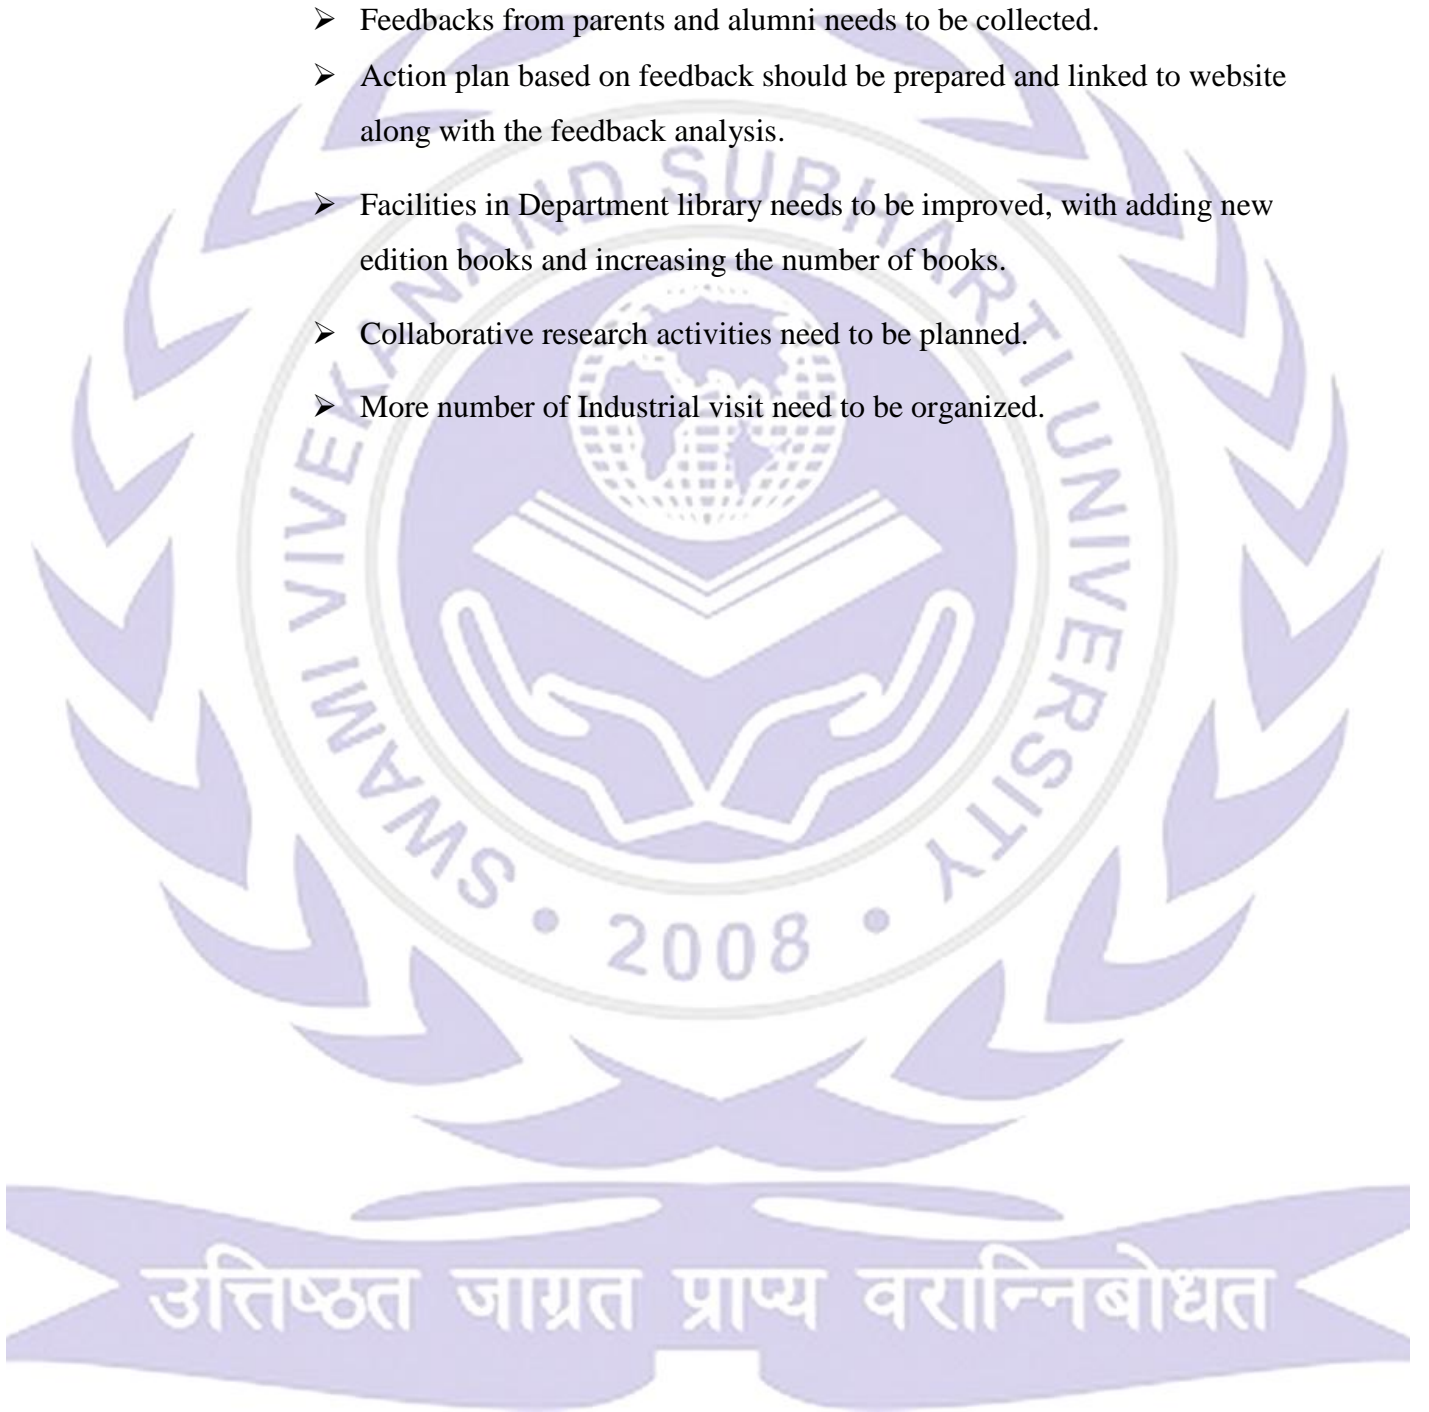 ➢ Feedbacks from parents and alumni needs to be collected.
➢ Action plan based on feedback should be prepared and linked to website
along with the feedback analysis.
➢ Facilities in Department library needs to be improved, with adding new
edition books and increasing the number of books.
➢ Collaborative research activities need to be planned.
➢ More number of Industrial visit need to be organized.
SWAMI VIVEKANAND SUBHARTI UNIVERSITY
• 2008 •
उत्तिष्ठत जाग्रत प्राप्य वरान्निबोधत